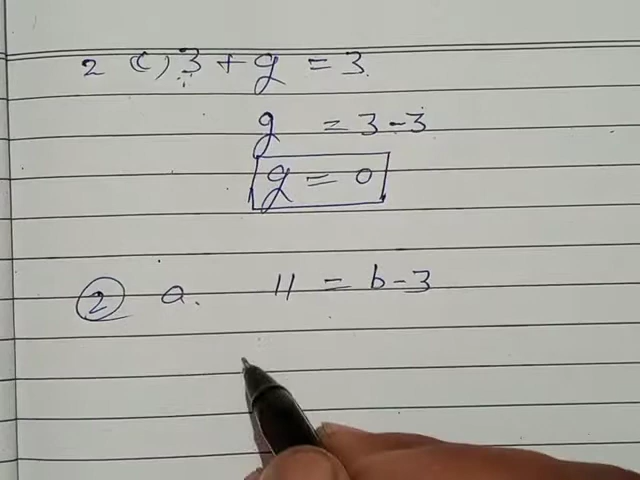 2 (c) 3 + g = 3
g = 3 - 3
g = 0
2 a. 11 = b - 3